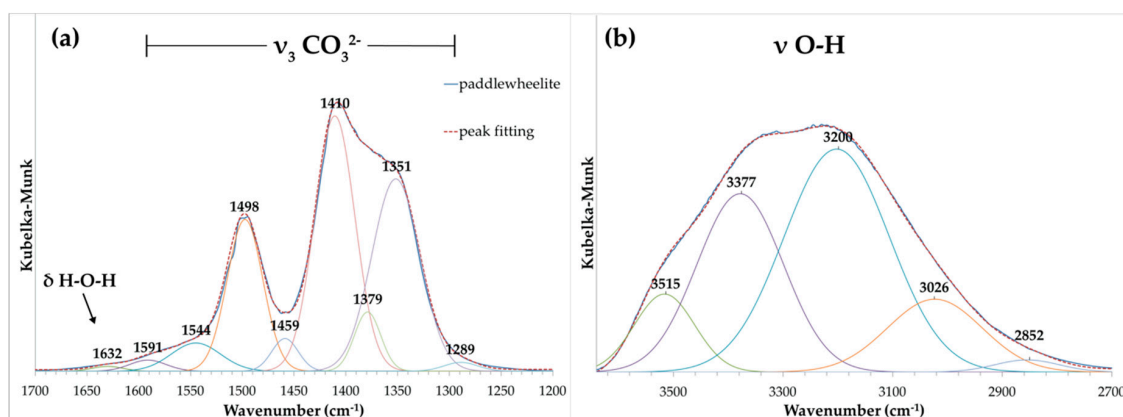 (a)
ν₃ CO₃²⁻
paddlewheelite
peak fitting
δ H-O-H
1632
1591
1544
1498
1459
1410
1379
1351
1289
Kubelka-Munk
1700
1650
1600
1550
1500
1450
1400
1350
1300
1250
1200
Wavenumber (cm⁻¹)
(b)
ν O-H
3515
3377
3200
3026
2852
Kubelka-Munk
3500
3300
3100
2900
2700
Wavenumber (cm⁻¹)